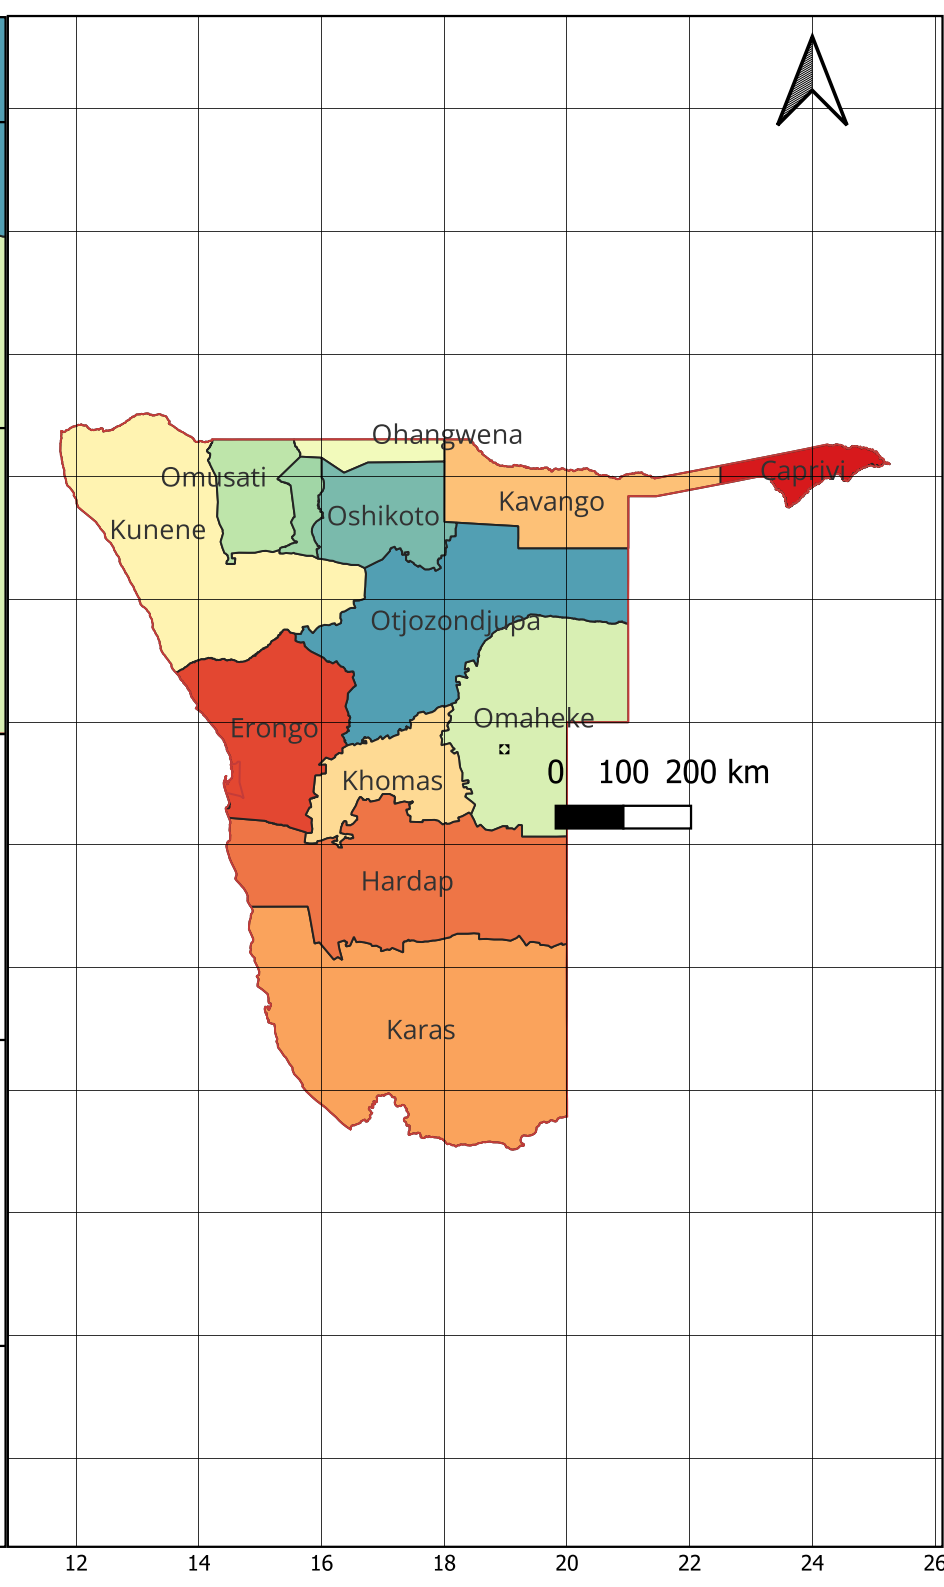 Ohangwena
Caprivi
Omusati
Kavango
Oshikoto
Kunene
Otjozondjupa
Omaheke
Erongo
0 100 200 km
Khomas
Hardap
Karas
12 14 16 18 20 22 24 26